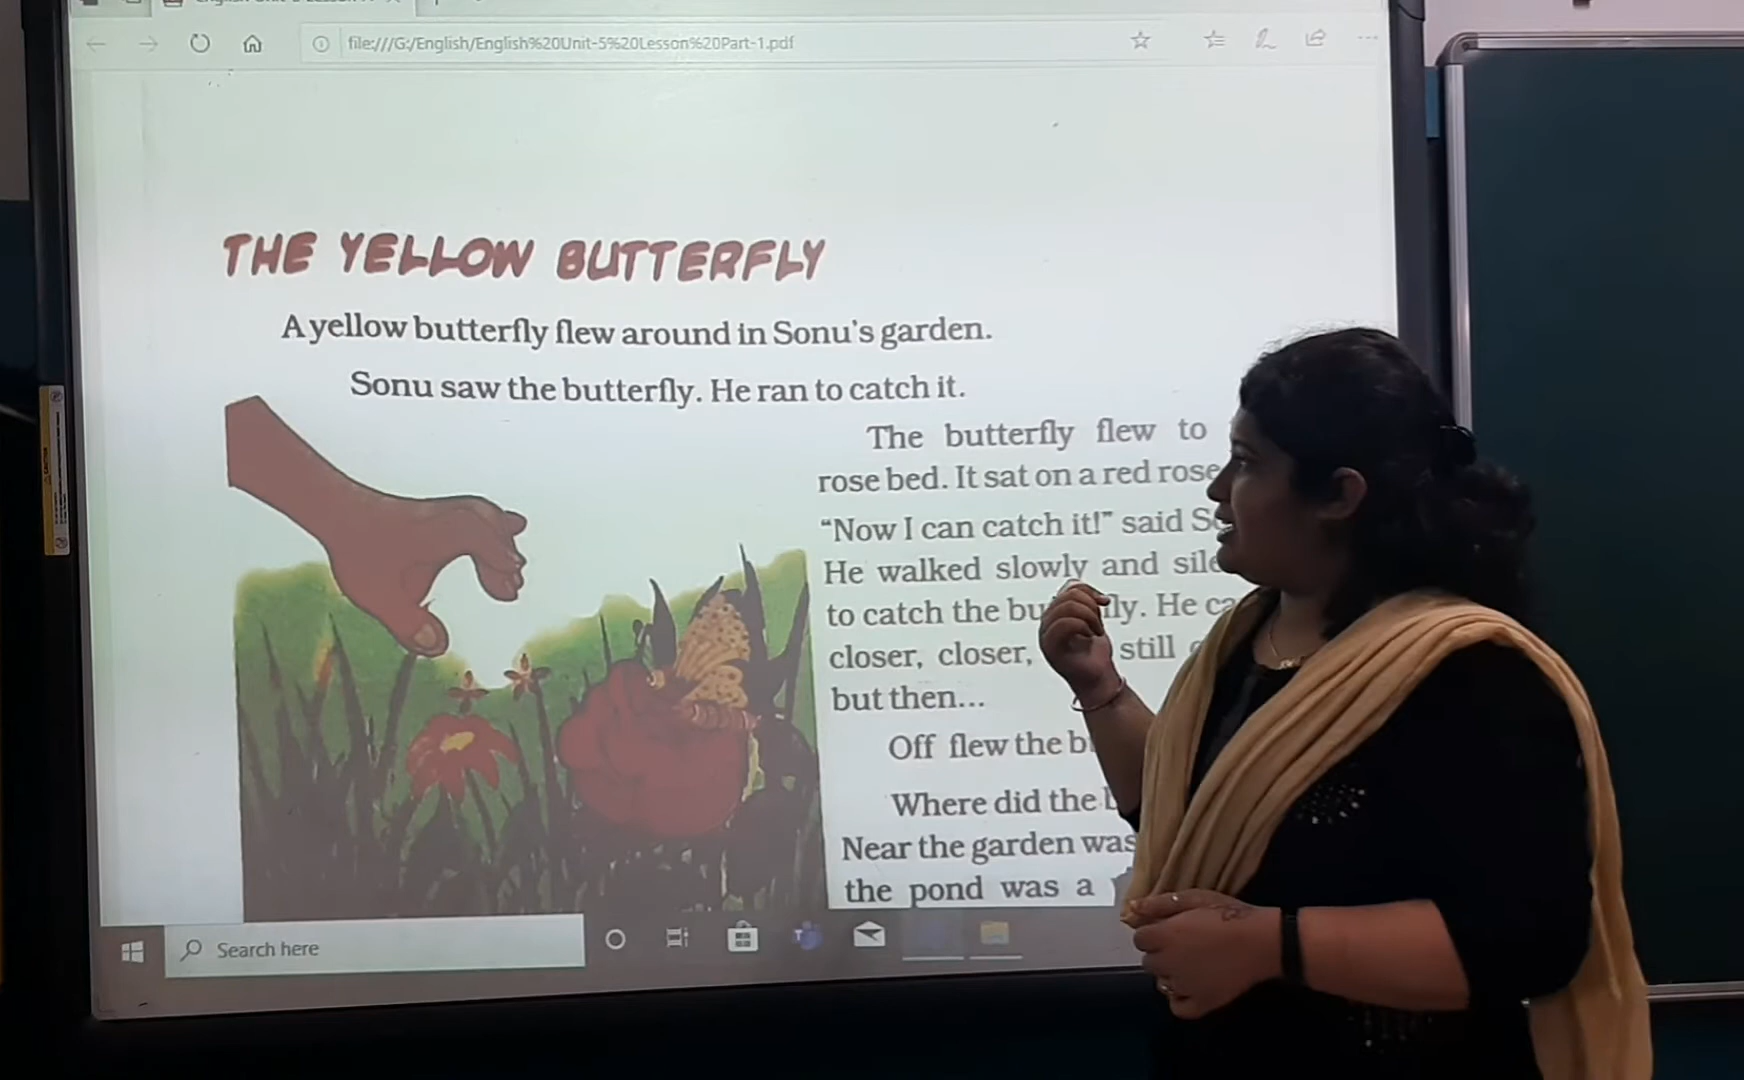 file:///G:/English/English%20Unit-5%20Lesson%20Part-1.pdf
THE YELLOW BUTTERFLY
A yellow butterfly flew around in Sonu's garden.
Sonu saw the butterfly. He ran to catch it.
The butterfly flew to
rose bed. It sat on a red rose
“Now I can catch it!” said
He walked slowly and
to catch the He
closer, closer, still
but then...
Off flew the
Where did the
Near the garden was
the pond was a
Search here